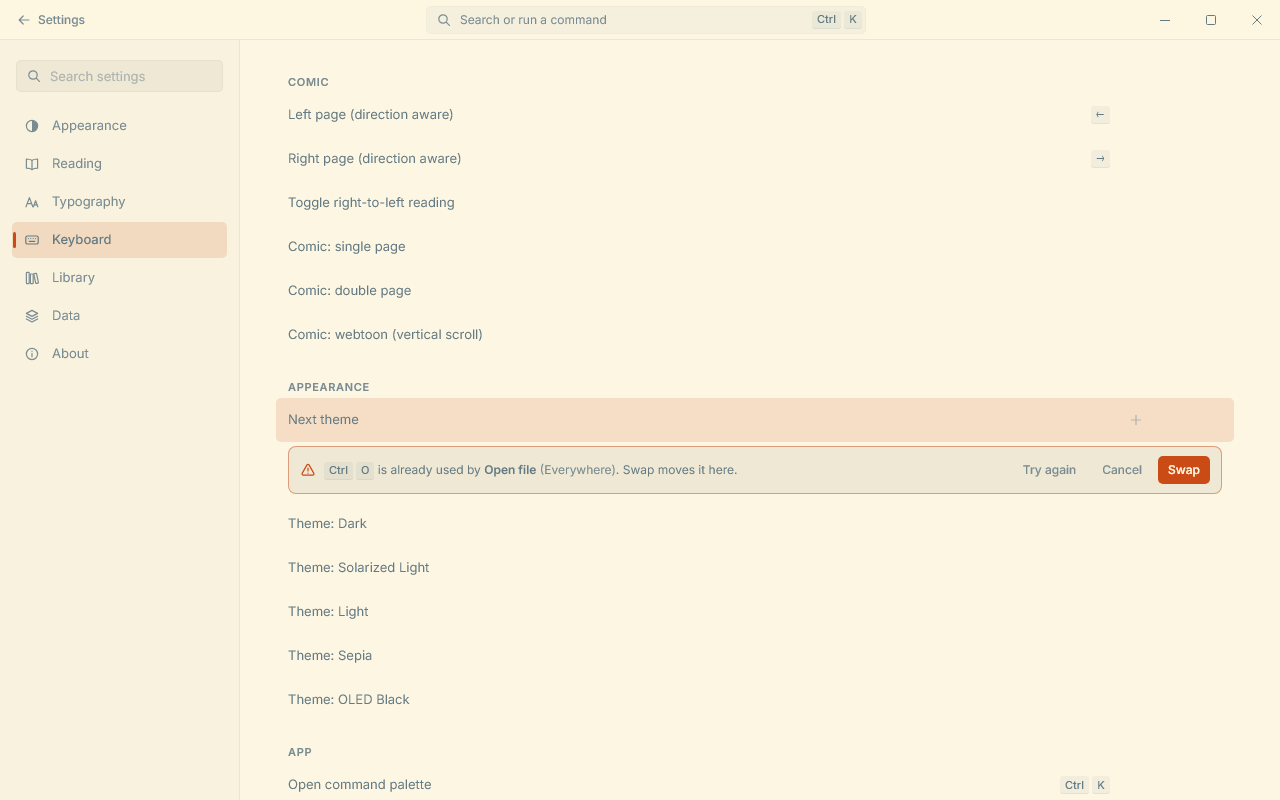 Settings
Search or run a command
Ctrl K
Search settings
Appearance
Reading
Typography
Keyboard
Library
Data
About
COMIC
Left page (direction aware) ←
Right page (direction aware) →
Toggle right-to-left reading
Comic: single page
Comic: double page
Comic: webtoon (vertical scroll)
APPEARANCE
Next theme
Ctrl O is already used by Open file (Everywhere). Swap moves it here. Try again Cancel Swap
Theme: Dark
Theme: Solarized Light
Theme: Light
Theme: Sepia
Theme: OLED Black
APP
Open command palette Ctrl K